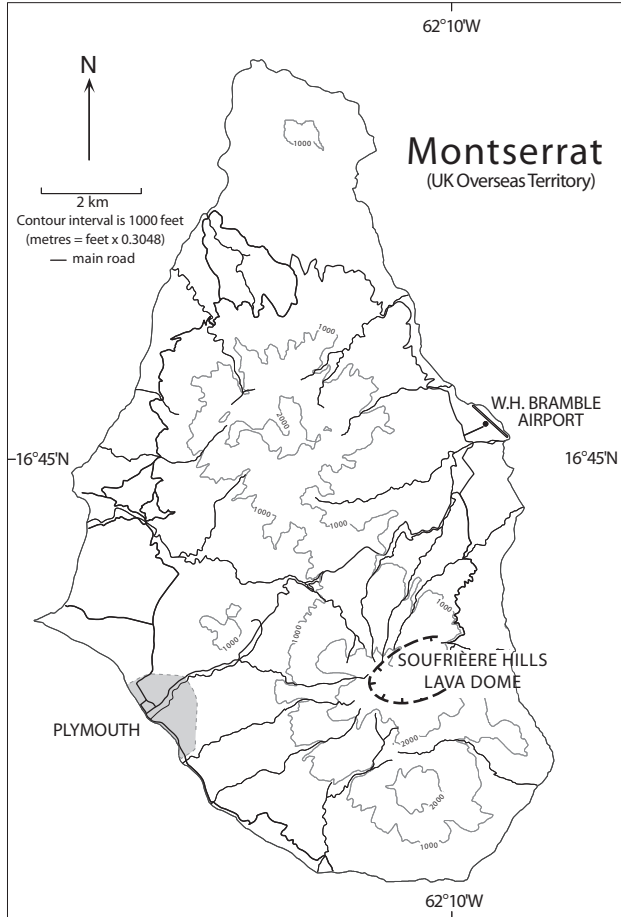 62°10'W
N
Montserrat
(UK Overseas Territory)
2 km
Contour interval is 1000 feet
(metres = feet x 0.3048)
main road
1000
1000
2000
W.H. BRAMBLE
AIRPORT
16°45'N
16°45'N
1000
1000
1000
1000
1000
SOUFRIÈERE HILLS
LAVA DOME
PLYMOUTH
2000
2000
1000
62°10'W